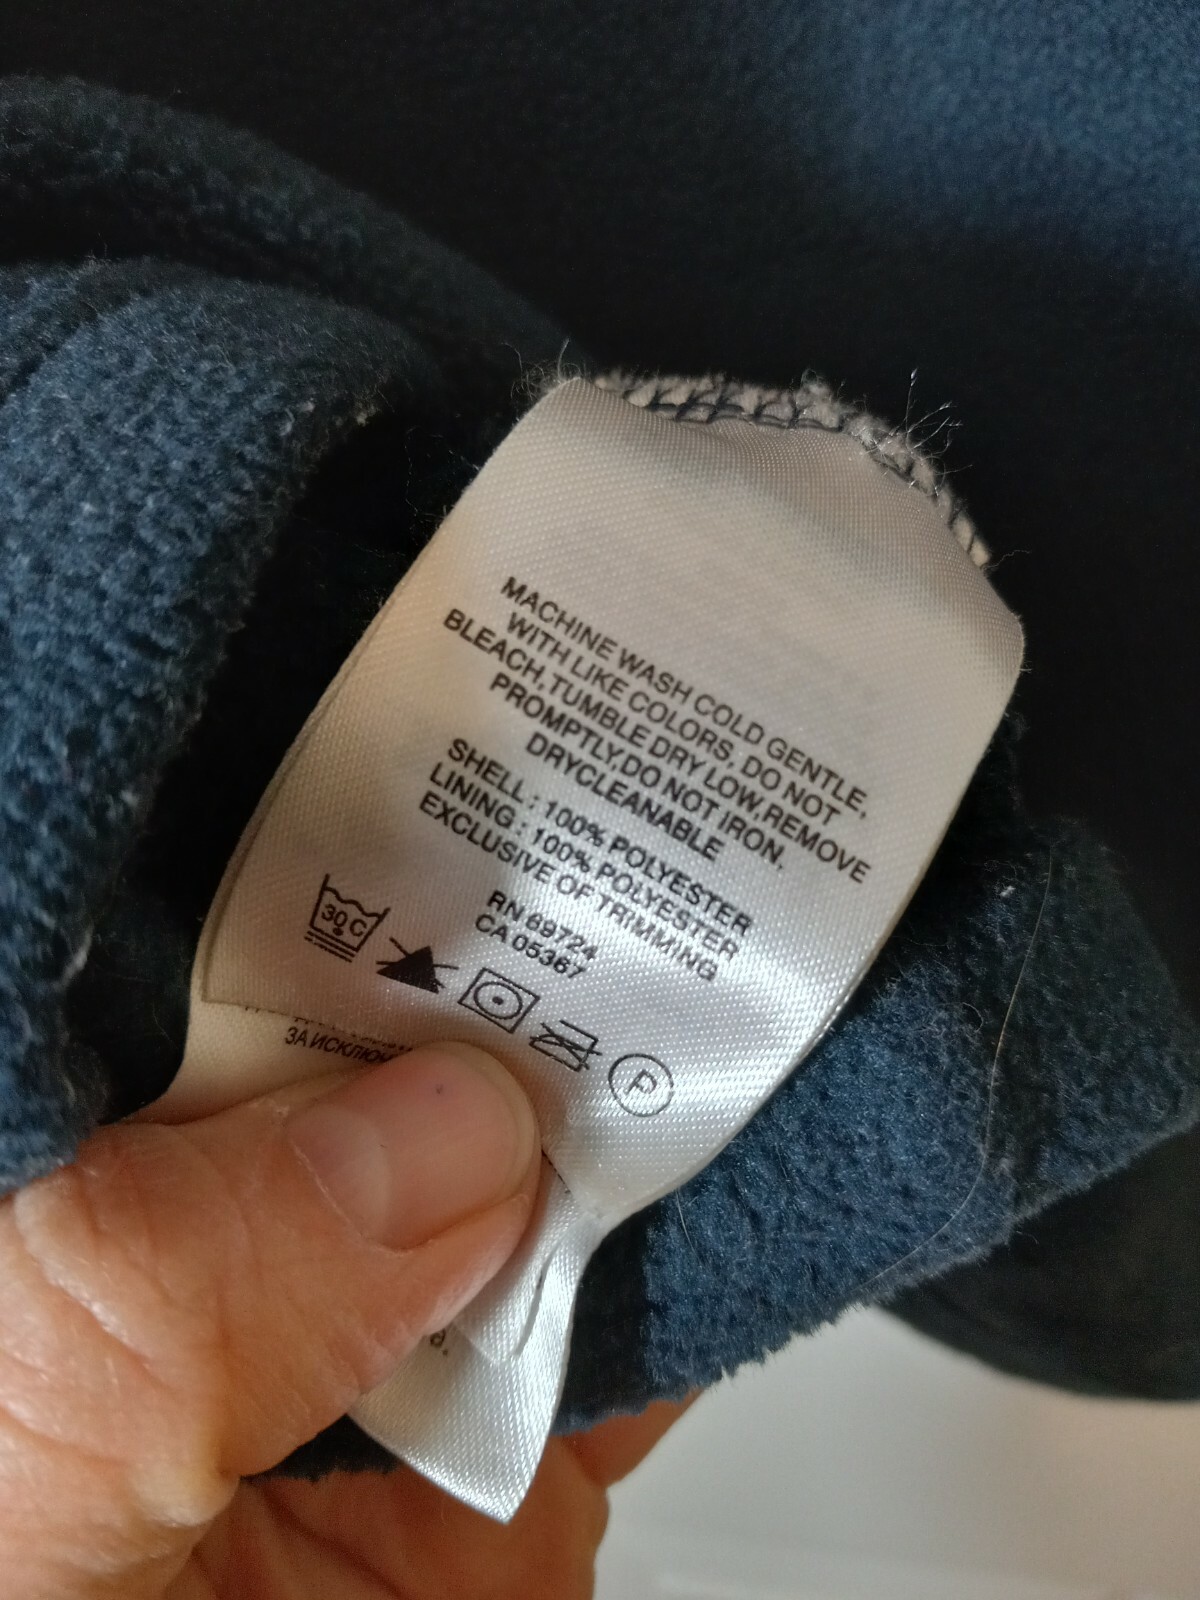 MACHINE WASH COLD GENTLE,
WITH LIKE COLORS, DO NOT
BLEACH,TUMBLE DRY LOW,REMOVE
PROMPTLY,DO NOT IRON,
DRYCLEANABLE
SHELL : 100% POLYESTER
LINING : 100% POLYESTER
EXCLUSIVE OF TRIMMING
RN 69724
CA 05367
30°C
P
ЗА